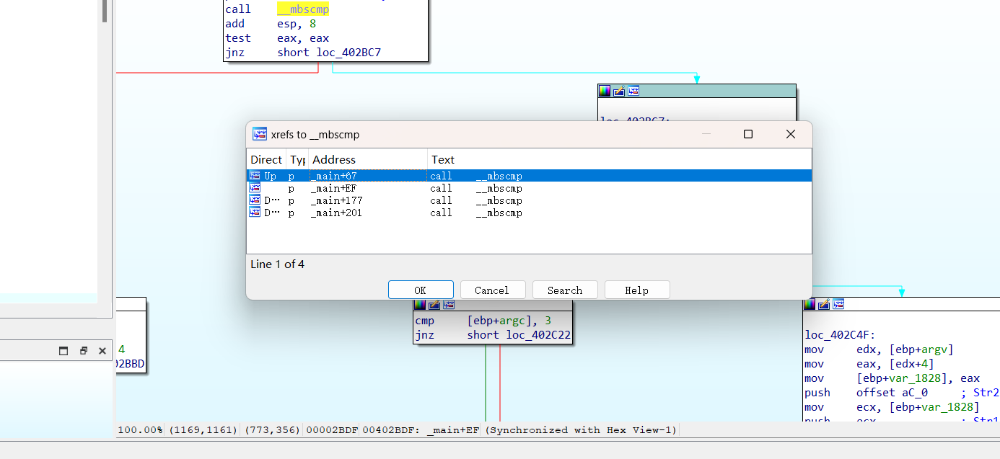 call __mbscmp
add esp, 8
test eax, eax
jnz short loc_402BC7
xrefs to __mbscmp
Direct Typ Address Text
Up p _main+67 call __mbscmp
p _main+EF call __mbscmp
D… p _main+177 call __mbscmp
D… p _main+201 call __mbscmp
Line 1 of 4
OK Cancel Search Help
cmp [ebp+argc], 3
jnz short loc_402C22
4
02BBD
loc_402C4F:
mov edx, [ebp+argv]
mov eax, [edx+4]
mov [ebp+var_1828], eax
push offset aC_0 ; Str2
mov ecx, [ebp+var_1828]
push ecx ; Str1
100.00% (1169,1161) (773,356) 00002BDF 00402BDF: _main+EF (Synchronized with Hex View-1)